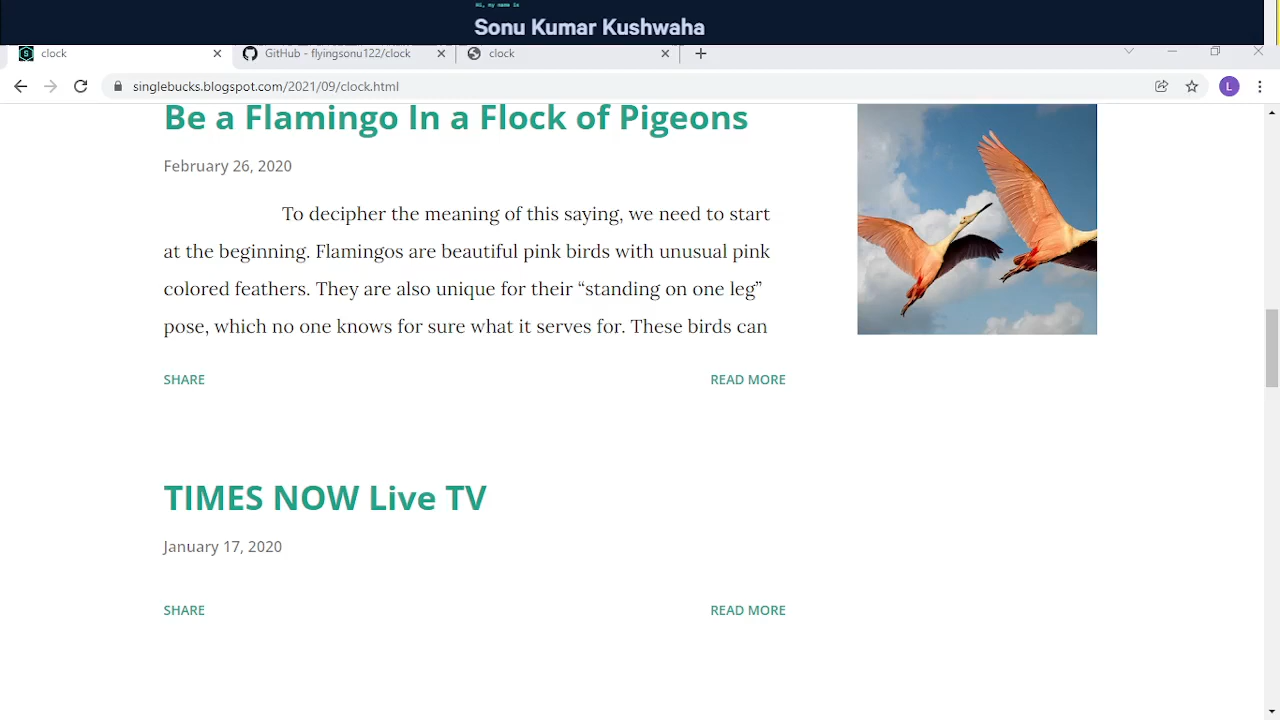 Hi, my name is
Sonu Kumar Kushwaha
clock
GitHub - flyingsonu122/clock
clock
singlebucks.blogspot.com/2021/09/clock.html
L
Be a Flamingo In a Flock of Pigeons
February 26, 2020
To decipher the meaning of this saying, we need to start
at the beginning. Flamingos are beautiful pink birds with unusual pink
colored feathers. They are also unique for their “standing on one leg”
pose, which no one knows for sure what it serves for. These birds can
SHARE
READ MORE
TIMES NOW Live TV
January 17, 2020
SHARE
READ MORE